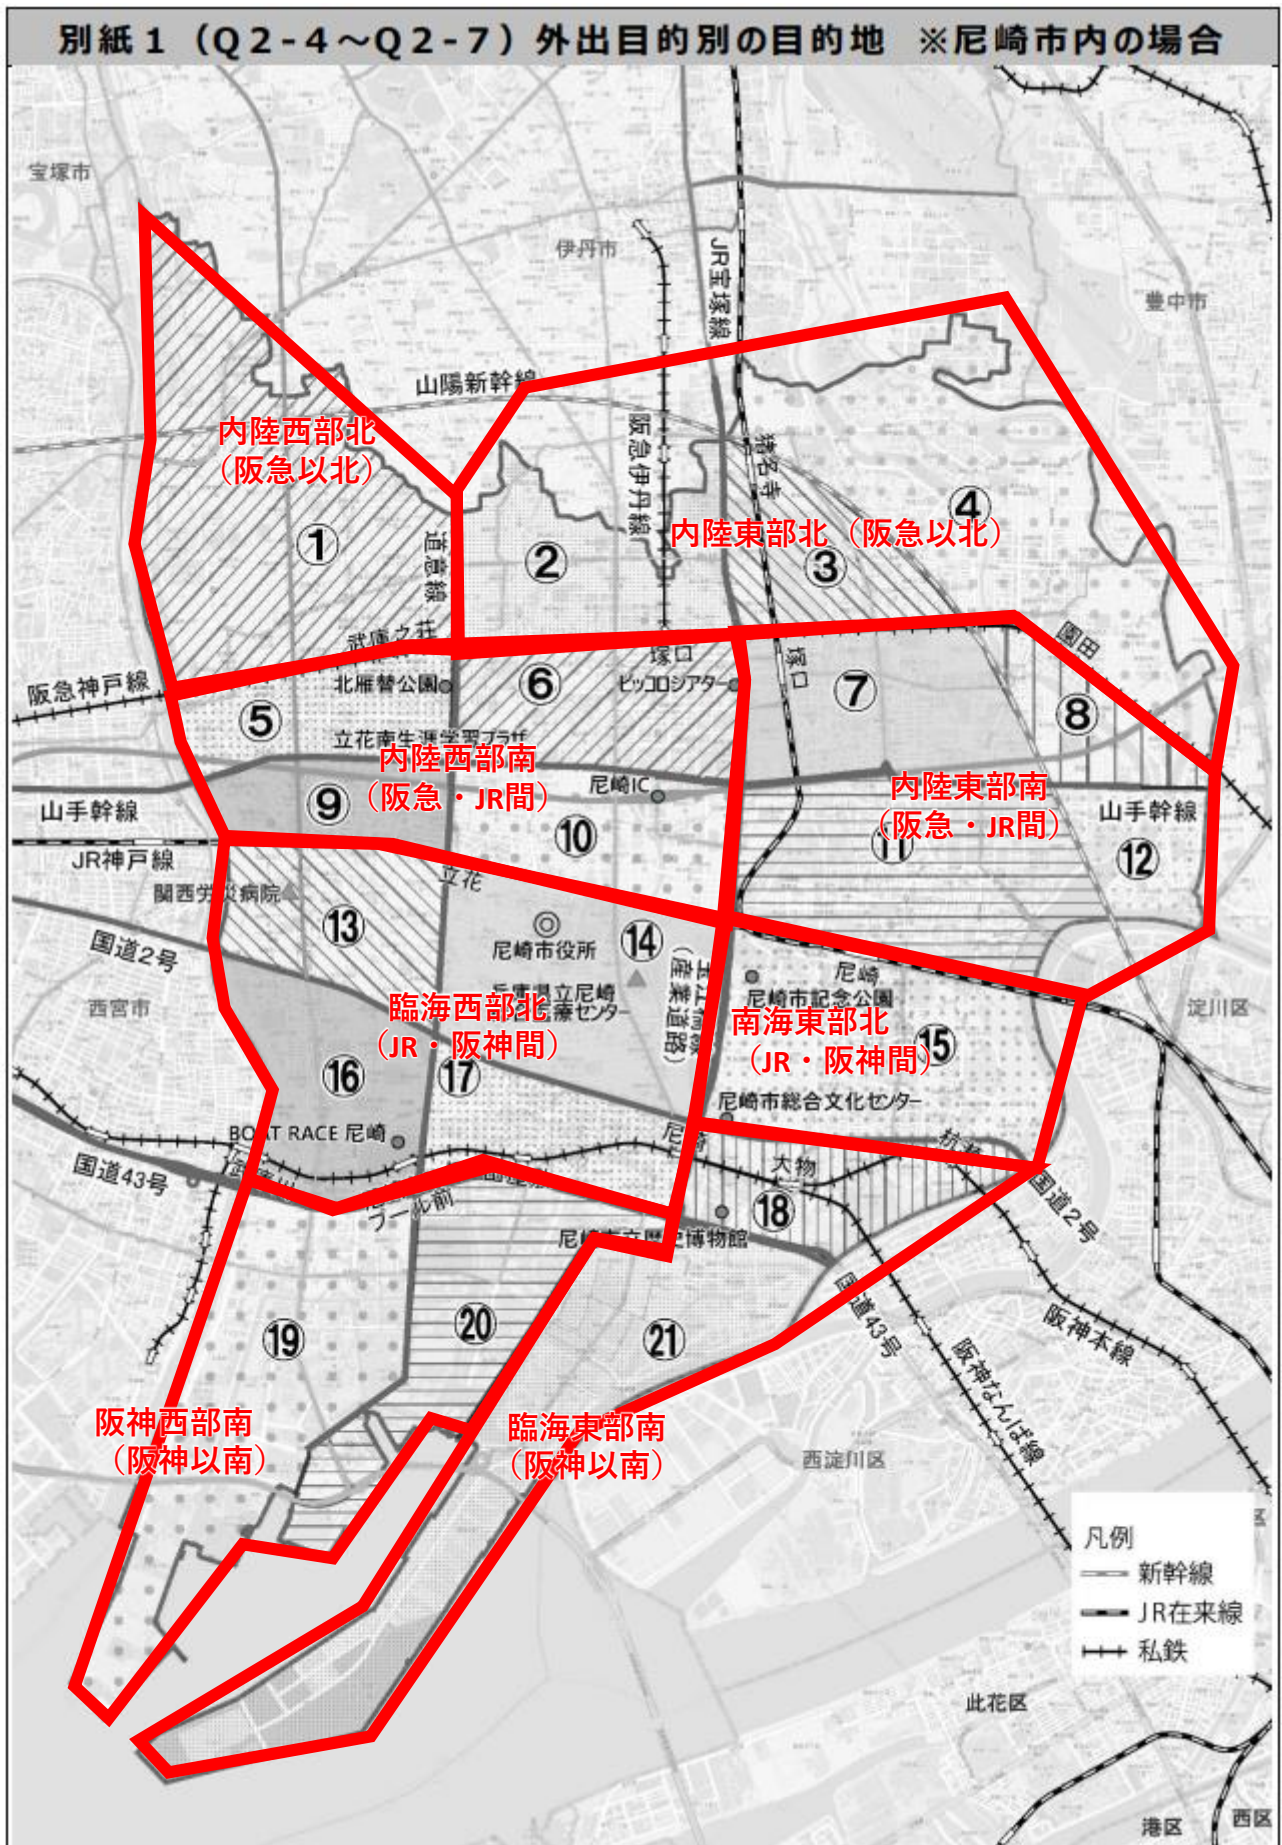 別紙１（Q２-４～Q２-７）外出目的別の目的地 ※尼崎市内の場合
宝塚市
伊丹市
JR宝塚線
豊中市
山陽新幹線
内陸西部北
（阪急以北）
阪急伊丹線
猪名寺
④
内陸東部北（阪急以北）
①
道意線
②
③
武庫之荘
園田
塚口
塚口
阪急神戸線
北雁替公園
⑥
ピッコロシアター
⑦
⑤
⑧
立花南生涯学習プラザ
内陸西部南
（阪急・JR間）
尼崎IC
内陸東部南
（阪急・JR間）
山手幹線
⑨
山手幹線
⑩
⑪
⑫
JR神戸線
立花
関西労災病院
⑬
尼崎市役所
⑭
国道2号
尼崎
尼崎市記念公園
西宮市
臨海西部北
（JR・阪神間）
（産業道路）
南海東部北
（JR・阪神間）
⑮
淀川区
⑯
⑰
尼崎市総合文化センター
BOAT RACE 尼崎
尼崎
国道43号
大物
プール前
⑱
国道2号
尼崎市立歴史博物館
⑲
⑳
㉑
国道43号
阪神本線
阪神なんば線
阪神西部南
（阪神以南）
臨海東部南
（阪神以南）
西淀川区
凡例
新幹線
JR在来線
私鉄
此花区
港区
西区